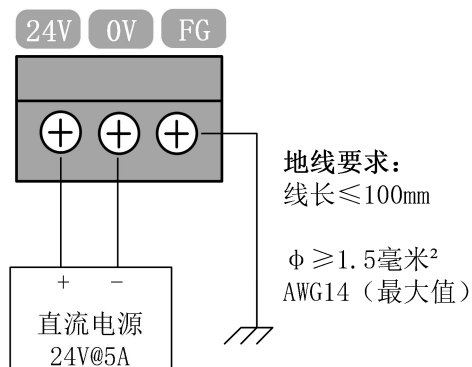 24V 0V FG
地线要求：
线长≤100mm
φ≥1.5毫米²
AWG14（最大值）
+ −
直流电源
24V@5A